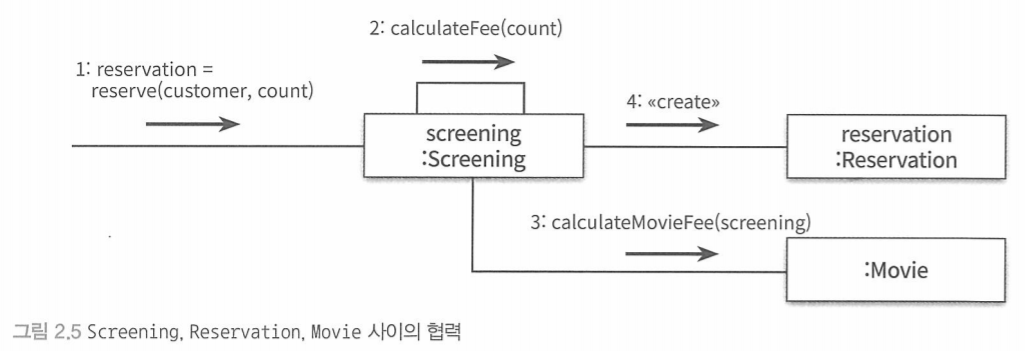 2: calculateFee(count)
1: reservation =
reserve(customer, count)
4: «create»
screening
:Screening
reservation
:Reservation
3: calculateMovieFee(screening)
:Movie
그림 2.5 Screening, Reservation, Movie 사이의 협력